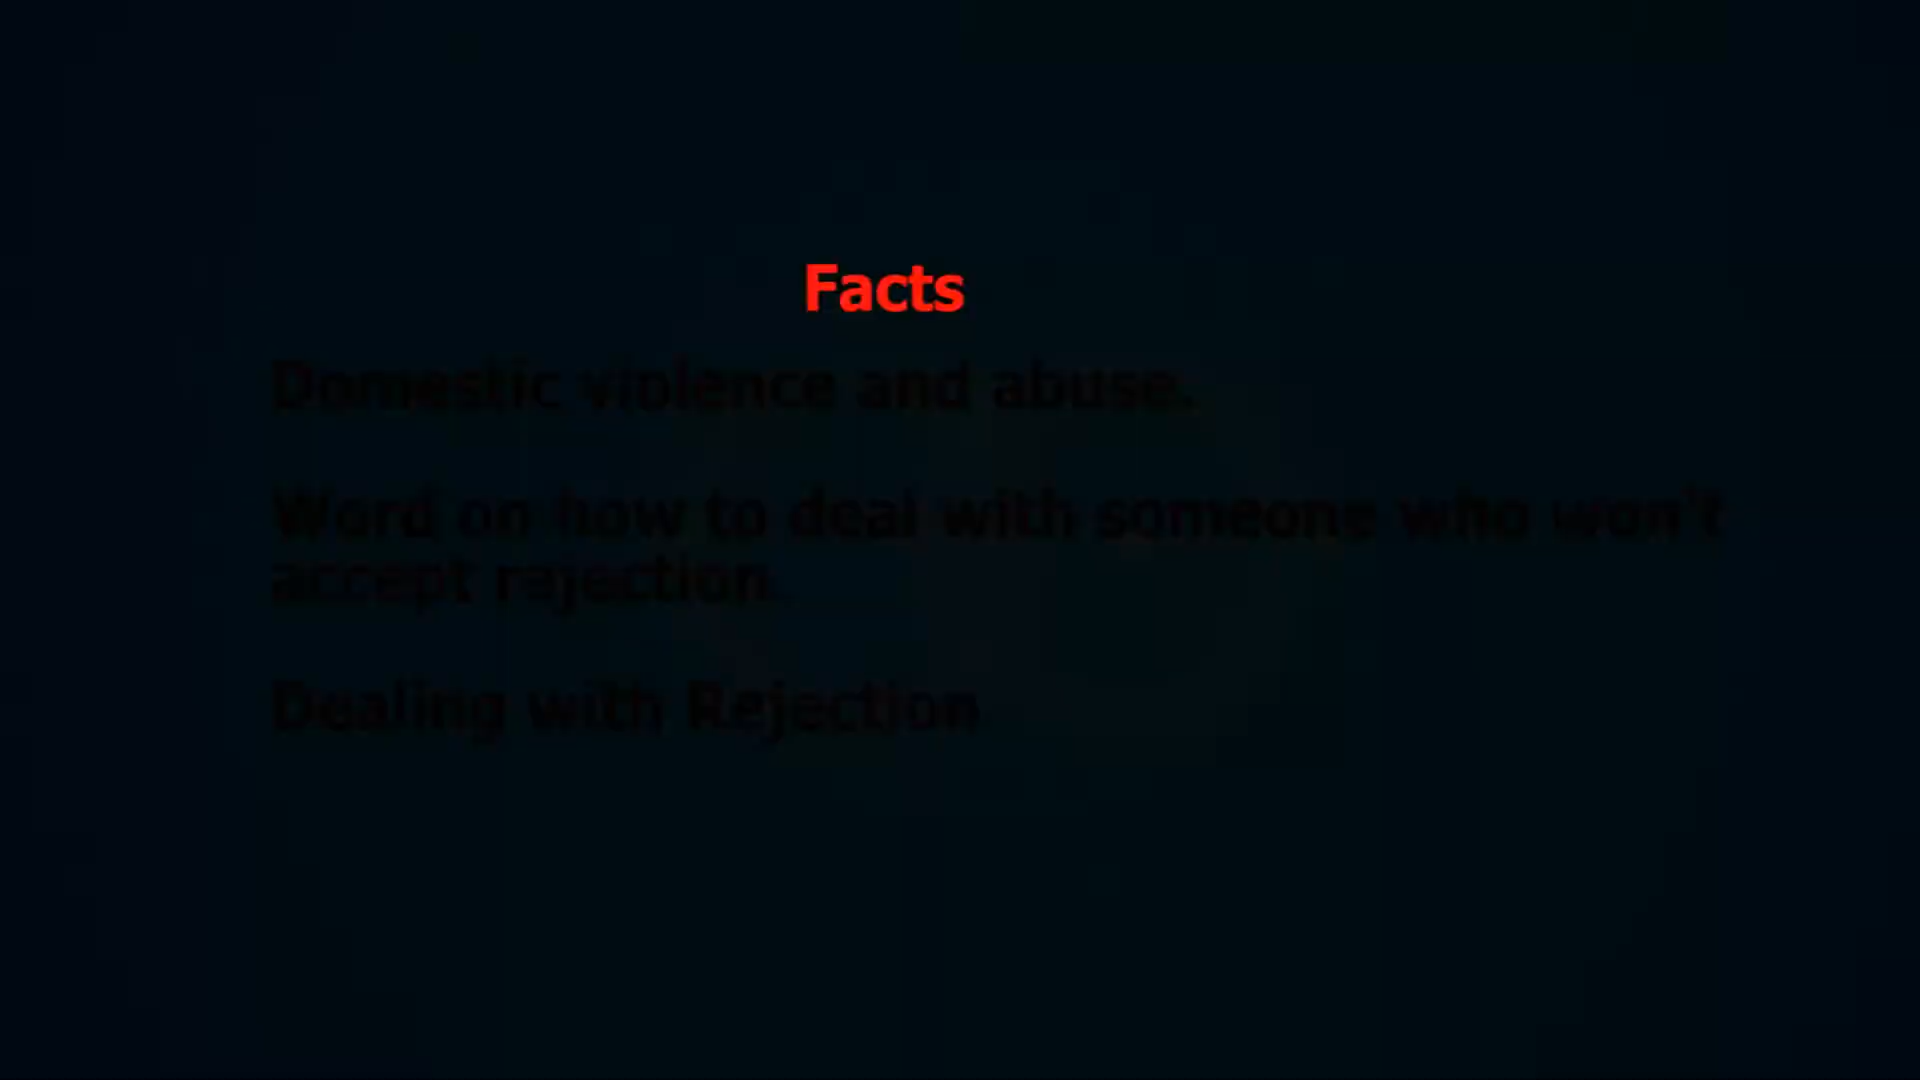 Facts
Domestic violence and abuse.
Word on how to deal with someone who won't
accept rejection
Dealing with Rejection